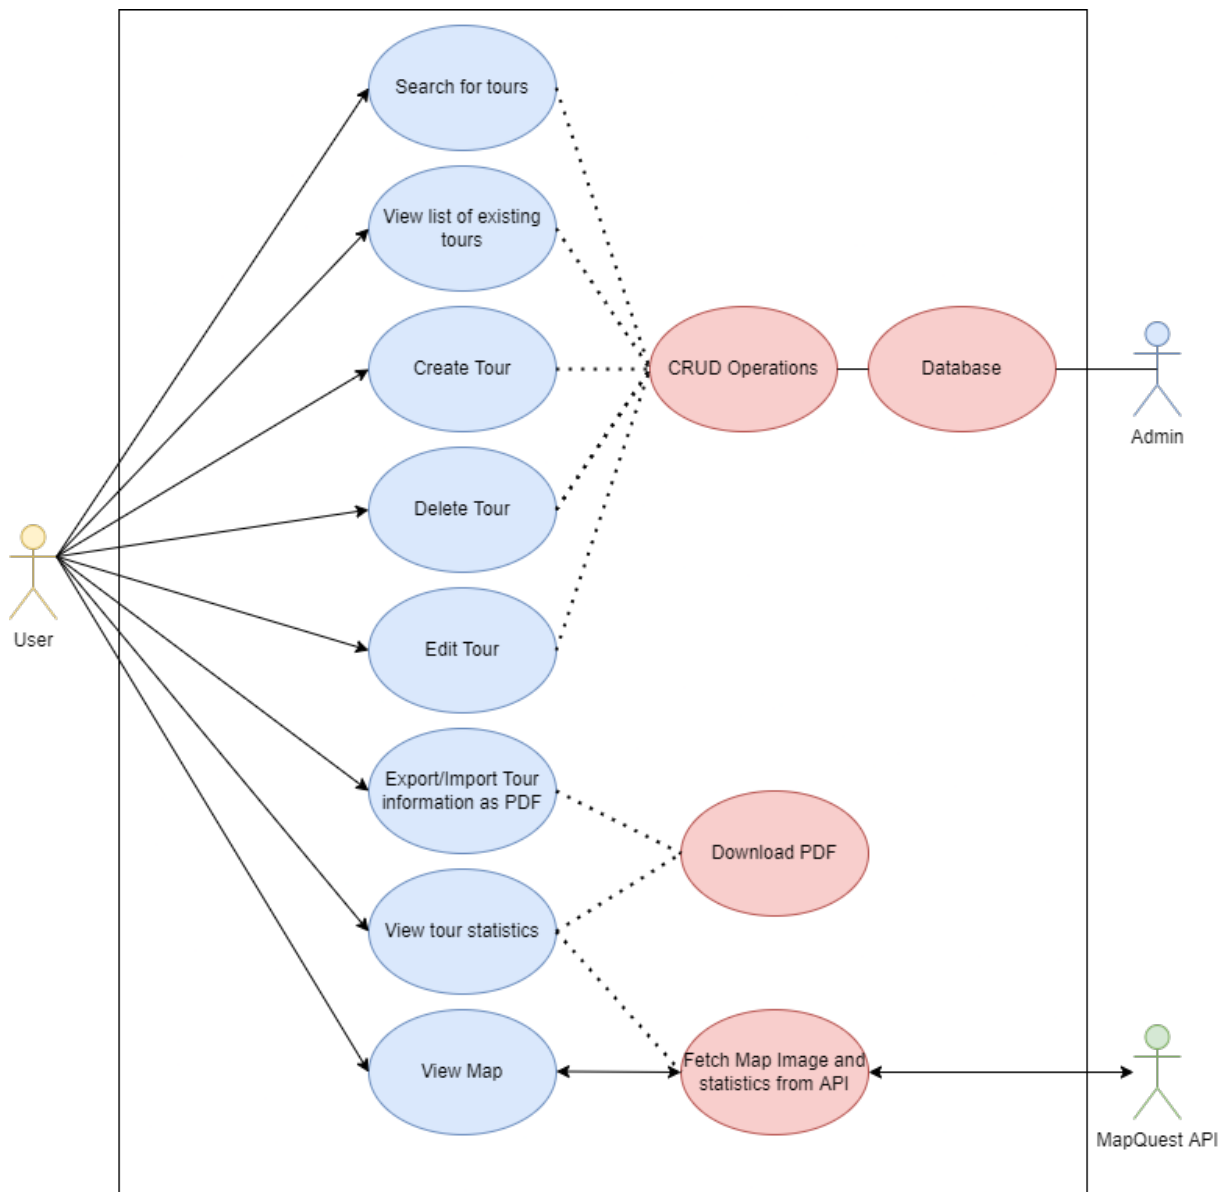 Search for tours
View list of existing
tours
Create Tour
CRUD Operations
Database
Admin
Delete Tour
User
Edit Tour
Export/Import Tour
information as PDF
Download PDF
View tour statistics
View Map
Fetch Map Image and
statistics from API
MapQuest API